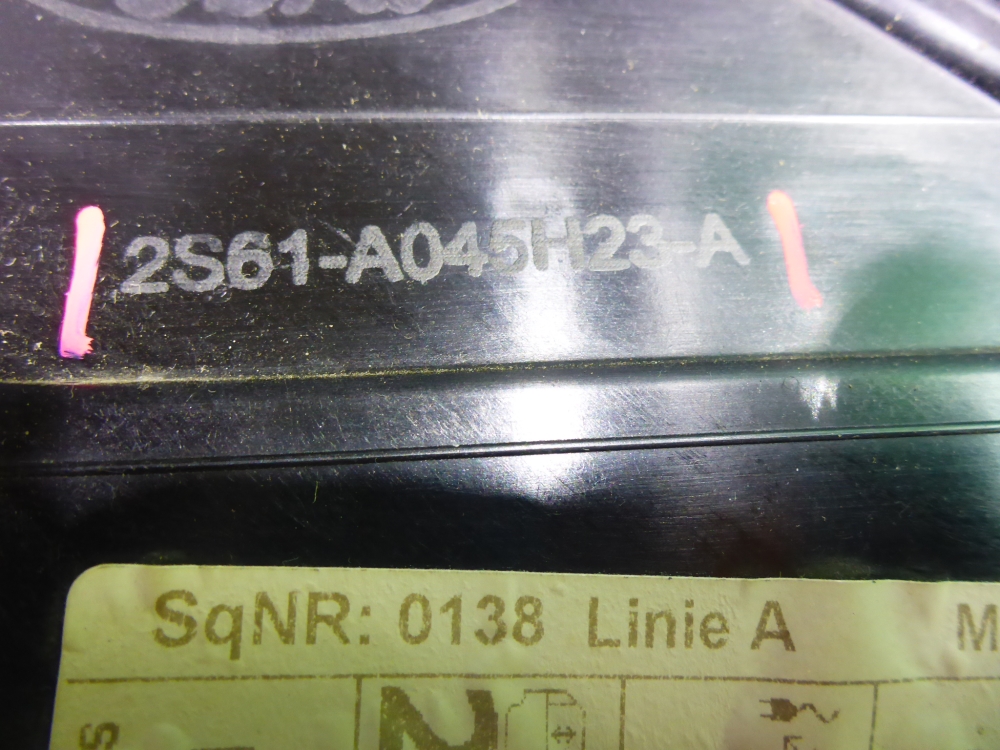 2S61-A045H23-A
SqNR: 0138 Linie A M
N
S